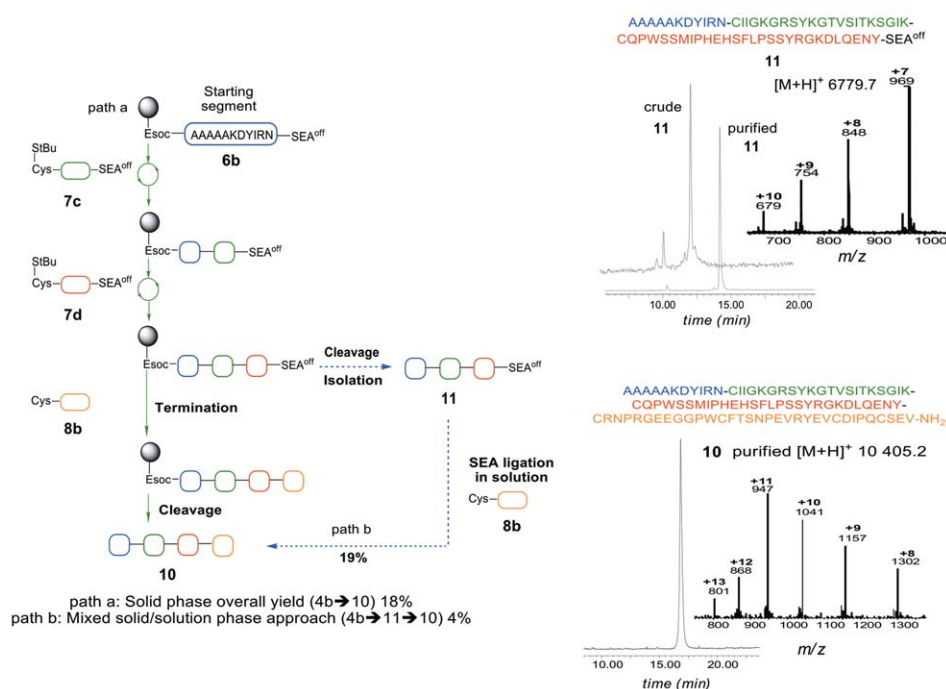 path a
Starting
segment
Esoc
AAAAAKDYIRN
SEAoff
6b
StBu
Cys
SEAoff
7c
Esoc
SEAoff
StBu
Cys
SEAoff
7d
Esoc
SEAoff
Cleavage
Isolation
SEAoff
11
Cys
8b
Termination
Esoc
SEA ligation
in solution
Cys
8b
Cleavage
path b
19%
10
path a: Solid phase overall yield (4b➔10) 18%
path b: Mixed solid/solution phase approach (4b➔11➔10) 4%
AAAAAKDYIRN-CIIGKGRSYKGTVSITKSGIK-
CQPWSSMIPHEHSFLPSSYRGKDLQENY-SEAoff
11
[M+H]+ 6779.7
+7
969
crude
11
purified
11
+8
848
+9
754
+10
679
700 800 900 1000
m/z
10.00 15.00 20.00
time (min)
AAAAAKDYIRN-CIIGKGRSYKGTVSITKSGIK-
CQPWSSMIPHEHSFLPSSYRGKDLQENY-
CRNPRGEEGGPWCFTSNPEVRYEVCDIPQCSEV-NH2
10 purified [M+H]+ 10 405.2
+11
947
+10
1041
+9
1157
+12
868
+8
1302
+13
801
800 900 1000 1100 1200 1300
m/z
10.00 15.00 20.00
time (min)